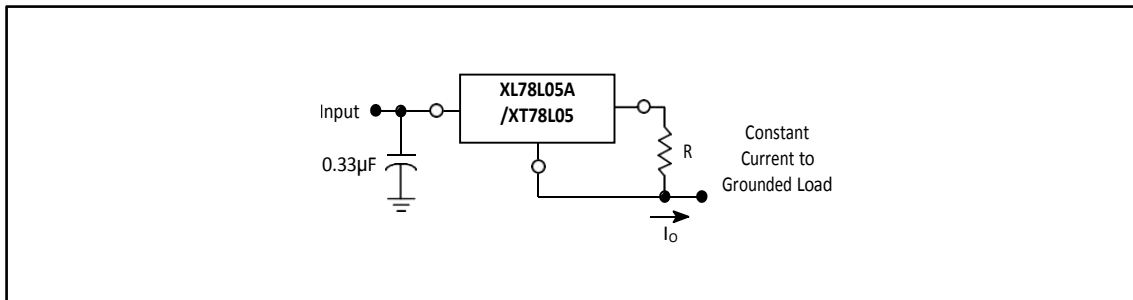 XL78L05A
/XT78L05
Input
0.33µF
R
Constant
Current to
Grounded Load
IO